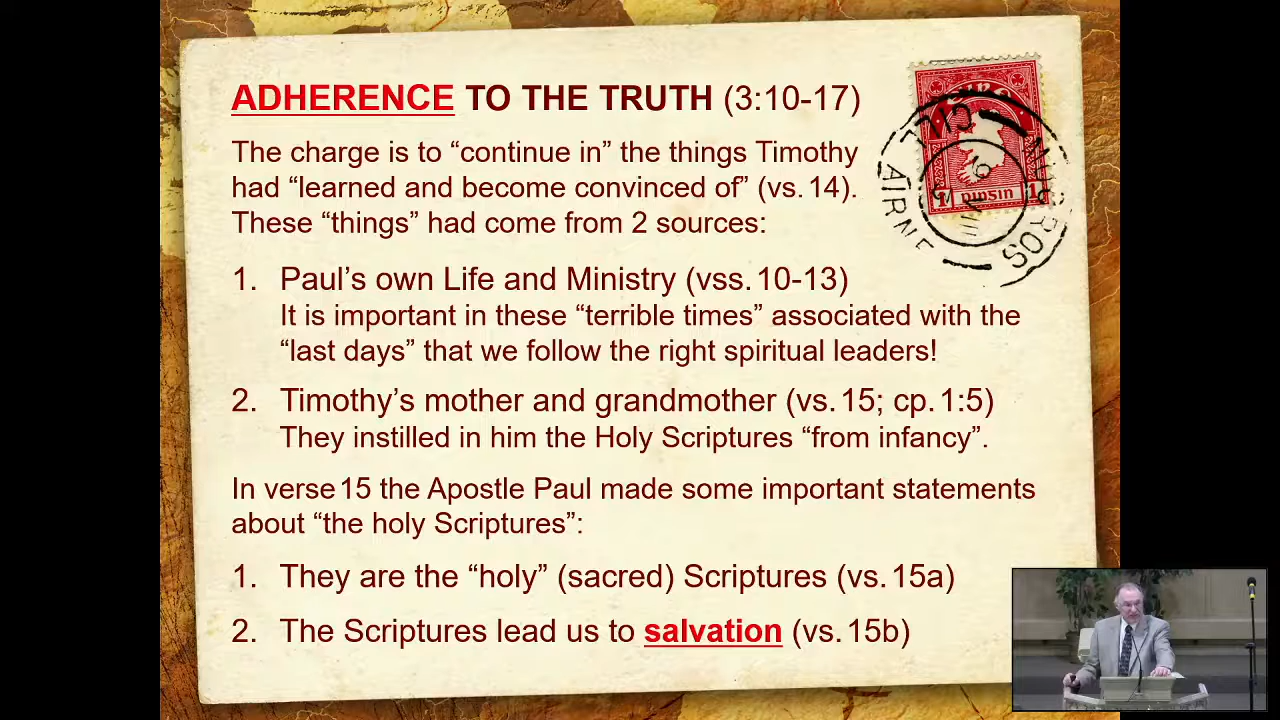 ADHERENCE TO THE TRUTH (3:10-17)
The charge is to “continue in” the things Timothy
had “learned and become convinced of” (vs. 14).
These “things” had come from 2 sources:
1. Paul’s own Life and Ministry (vss. 10-13)
It is important in these “terrible times” associated with the
“last days” that we follow the right spiritual leaders!
2. Timothy’s mother and grandmother (vs. 15; cp. 1:5)
They instilled in him the Holy Scriptures “from infancy”.
In verse 15 the Apostle Paul made some important statements
about “the holy Scriptures”:
1. They are the “holy” (sacred) Scriptures (vs. 15a)
2. The Scriptures lead us to salvation (vs. 15b)